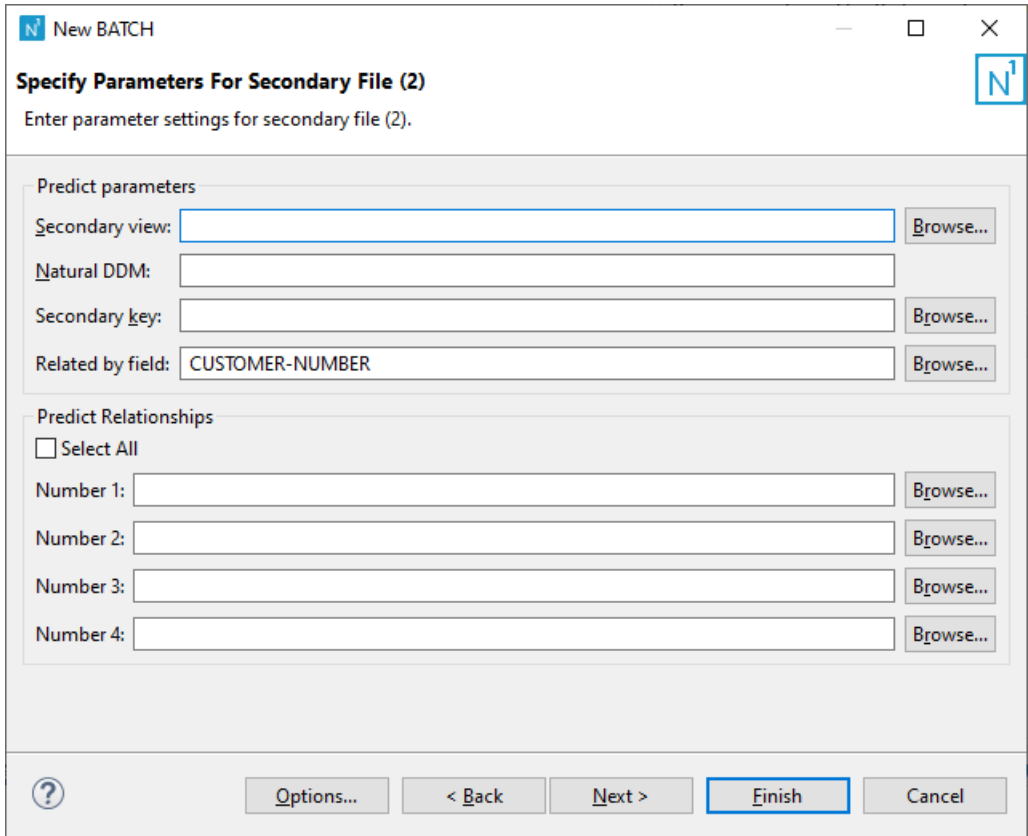 N1 New BATCH
Specify Parameters For Secondary File (2)
N1
Enter parameter settings for secondary file (2).
Predict parameters
Secondary view: Browse...
Natural DDM:
Secondary key: Browse...
Related by field: CUSTOMER-NUMBER Browse...
Predict Relationships
Select All
Number 1: Browse...
Number 2: Browse...
Number 3: Browse...
Number 4: Browse...
? Options... < Back Next > Finish Cancel